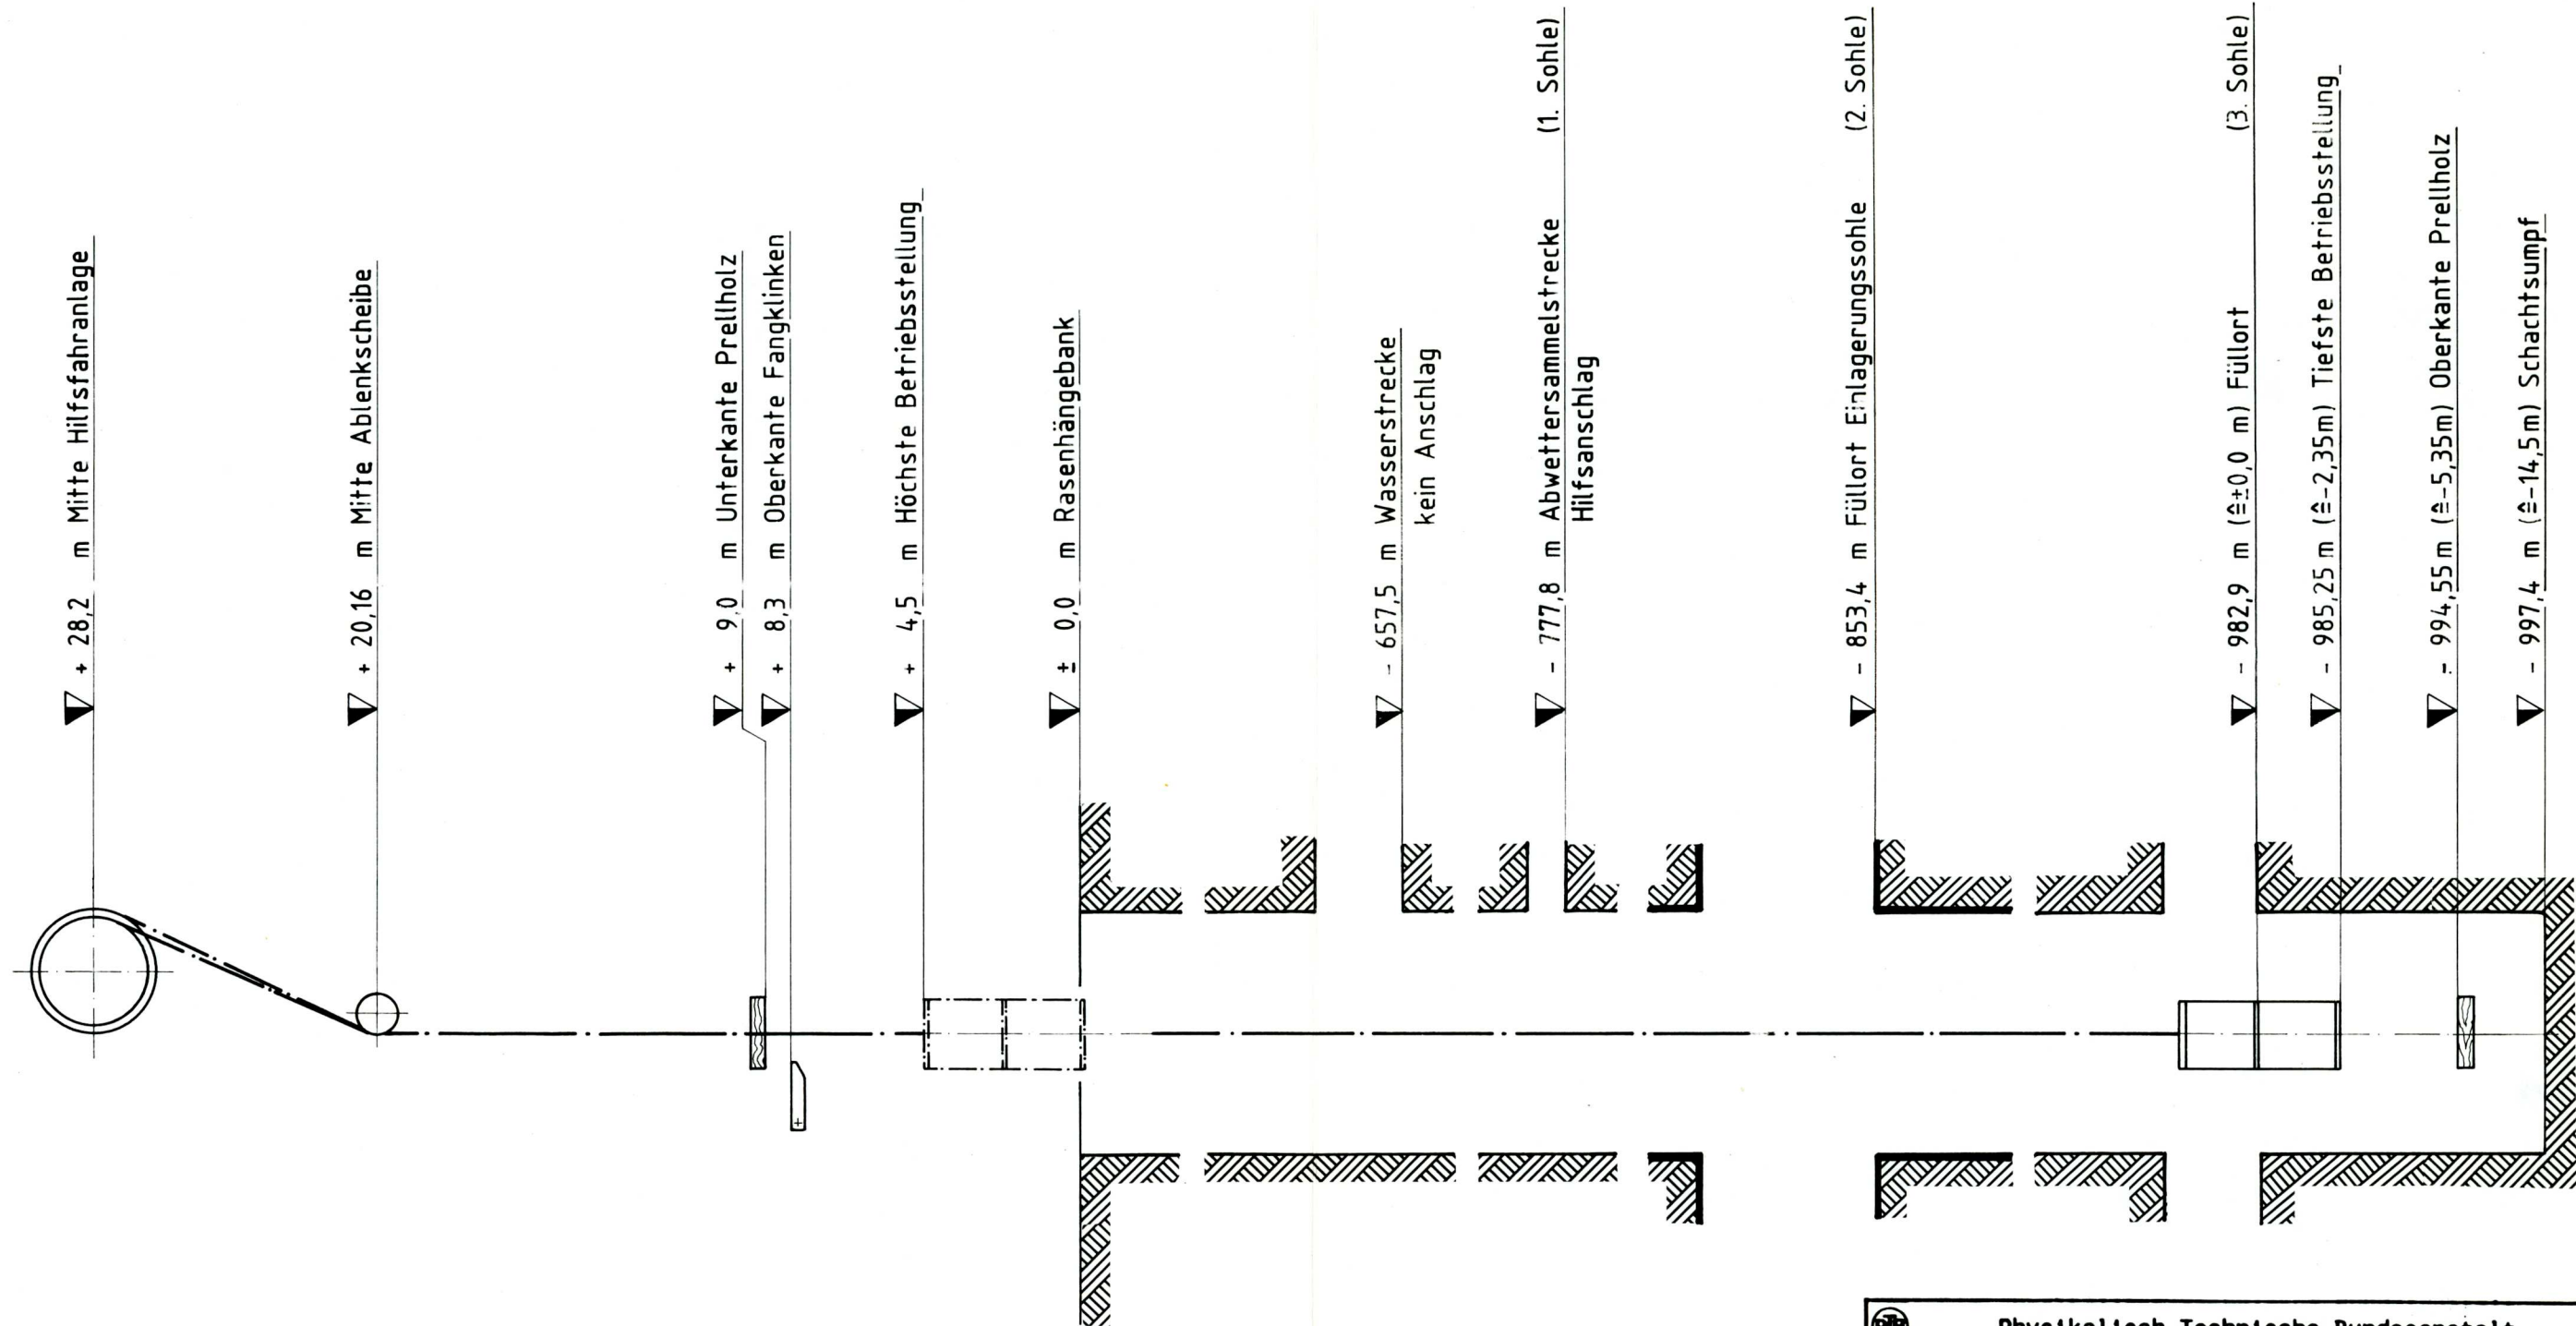 + 28,2 m Mitte Hilfsfahranlage
+ 20,16 m Mitte Ablenkscheibe
+ 9,0 m Unterkante Prellholz
+ 8,3 m Oberkante Fangklinken
+ 4,5 m Höchste Betriebsstellung
± 0,0 m Rasenhängebank
- 657,5 m Wasserstrecke
kein Anschlag
- 777,8 m Abwettersammelstrecke (1. Sohle)
Hilfsanschlag
- 853,4 m Füllort Einlagerungssohle (2. Sohle)
- 982,9 m (≙±0,0 m) Füllort (3. Sohle)
- 985,25 m (≙-2,35m) Tiefste Betriebsstellung
- 994,55 m (≙-5,35m) Oberkante Prellholz
- 997,4 m (≙-14,5m) Schachtsumpf
Physikalisch-Technische Bundesanstalt